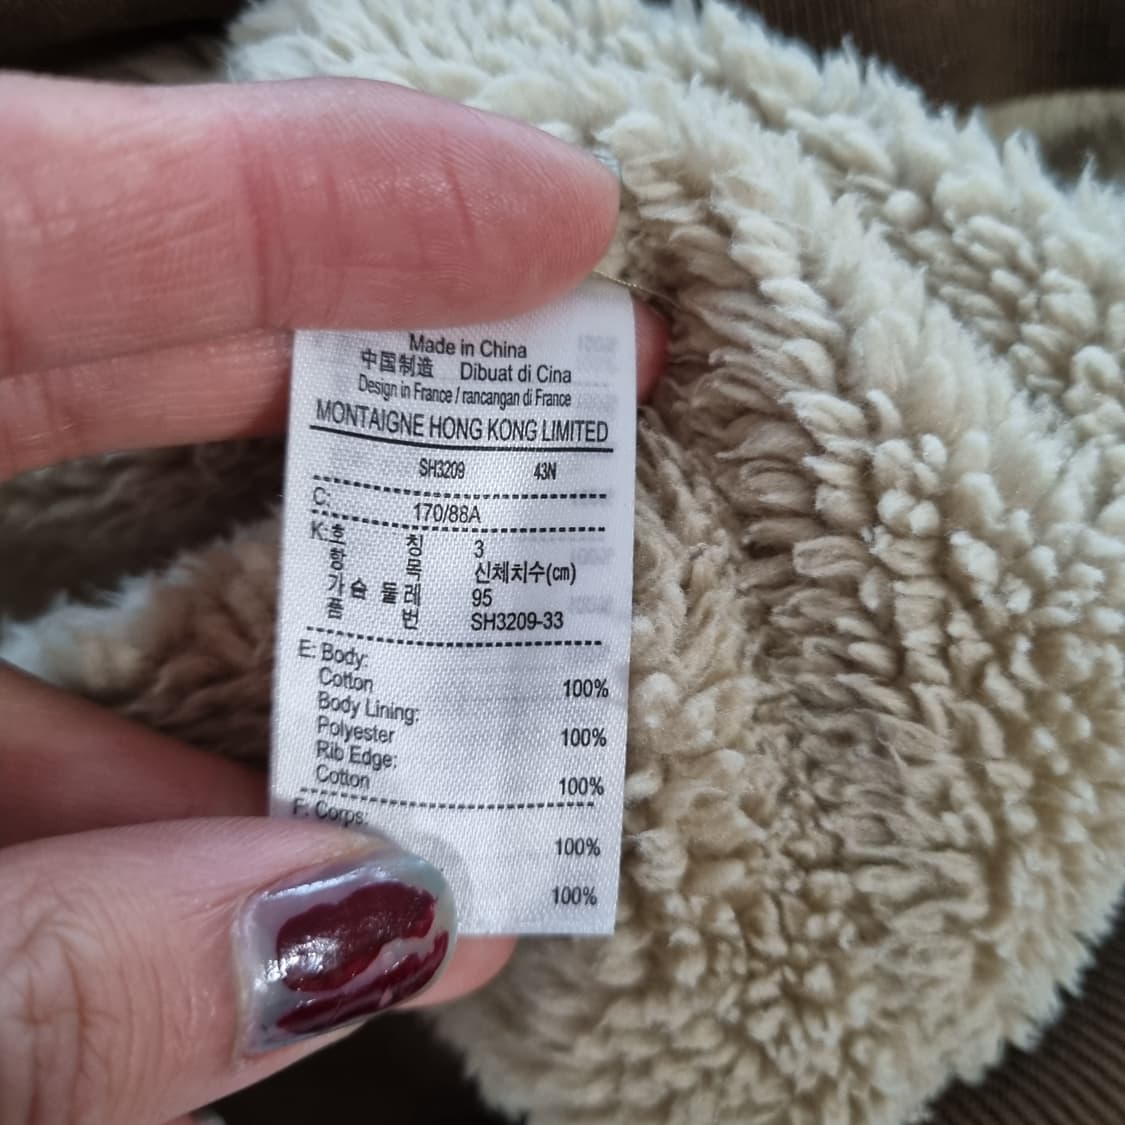 Made in China
中国制造 Dibuat di Cina
Design in France / rancangan di France
MONTAIGNE HONG KONG LIMITED
SH3209 43N
C: 170/88A
K:호 칭 3
항 목 신체치수(cm)
가 슴 둘 레 95
품 번 SH3209-33
E: Body:
Cotton 100%
Body Lining:
Polyester 100%
Rib Edge:
Cotton 100%
F: Corps:
100%
100%